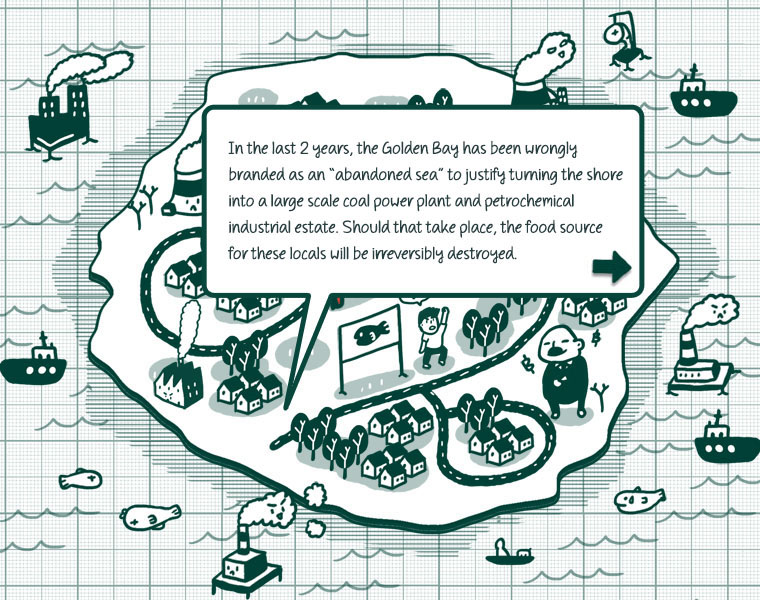 In the last 2 years, the Golden Bay has been wrongly
branded as an “abandoned sea” to justify turning the shore
into a large scale coal power plant and petrochemical
industrial estate. Should that take place, the food source
for these locals will be irreversibly destroyed.